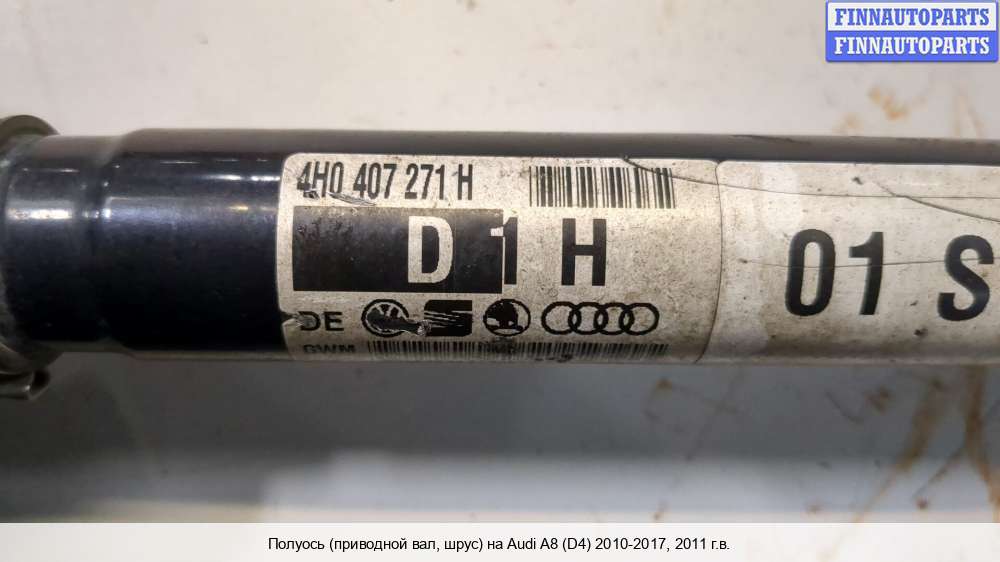 FINNAUTOPARTS
FINNAUTOPARTS
4H0 407 271 H
D 1 H
01 S
DE
GWM
Полуось (приводной вал, шрус) на Audi A8 (D4) 2010-2017, 2011 г.в.